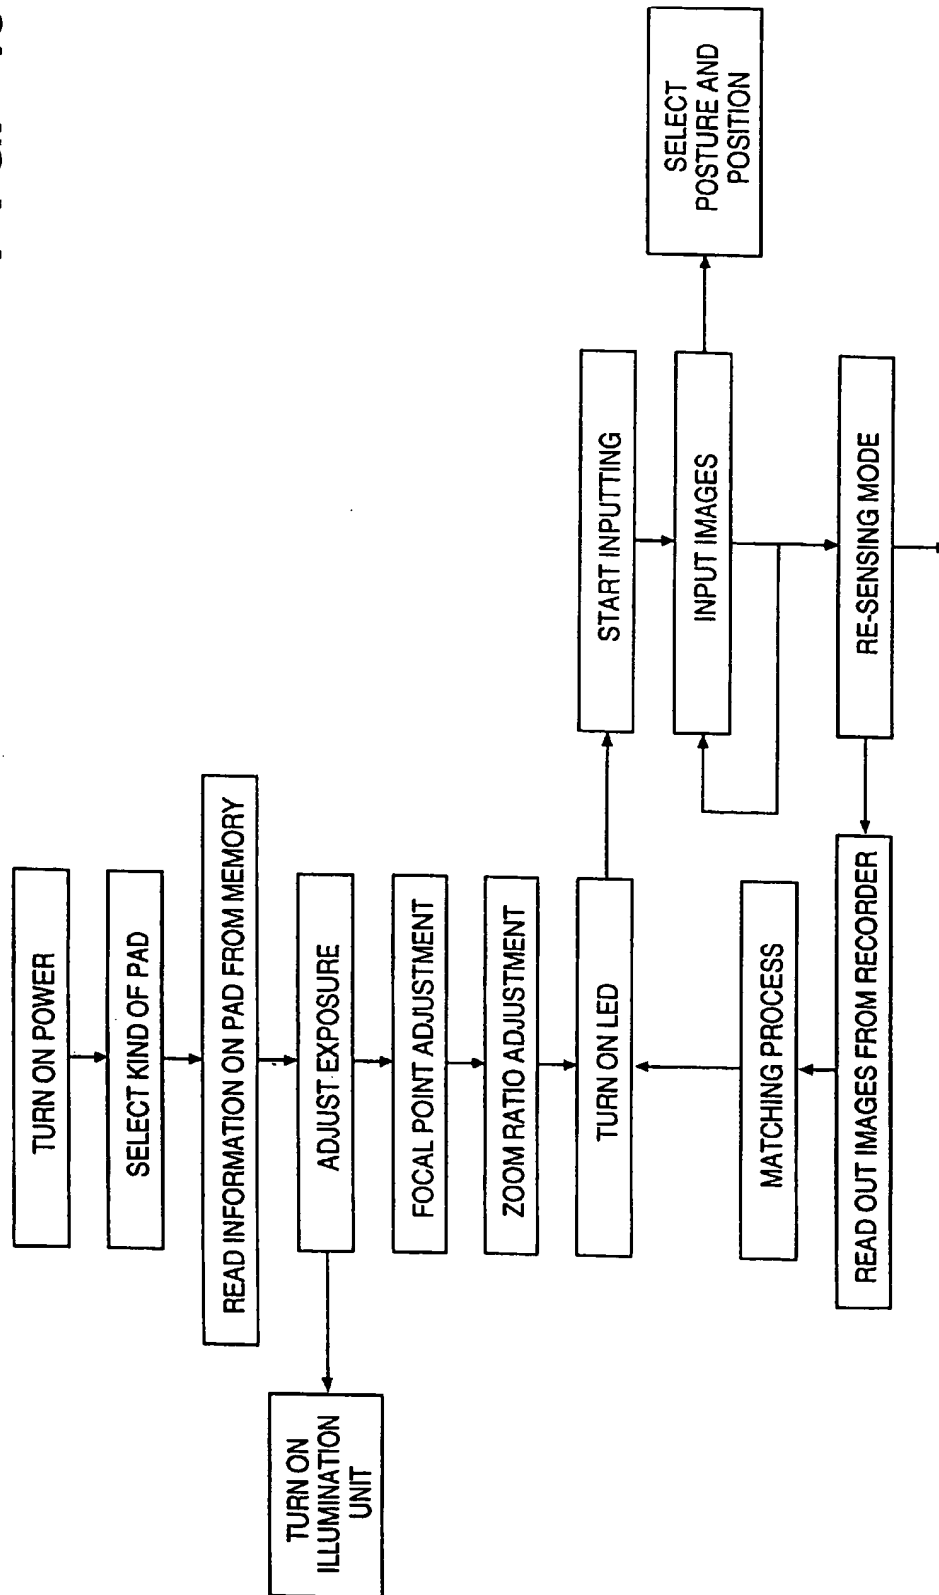 TURN ON POWER
SELECT KIND OF PAD
READ INFORMATION ON PAD FROM MEMORY
ADJUST EXPOSURE
TURN ON
ILLUMINATION
UNIT
FOCAL POINT ADJUSTMENT
ZOOM RATIO ADJUSTMENT
TURN ON LED
START INPUTTING
INPUT IMAGES
SELECT
POSTURE AND
POSITION
RE-SENSING MODE
READ OUT IMAGES FROM RECORDER
MATCHING PROCESS